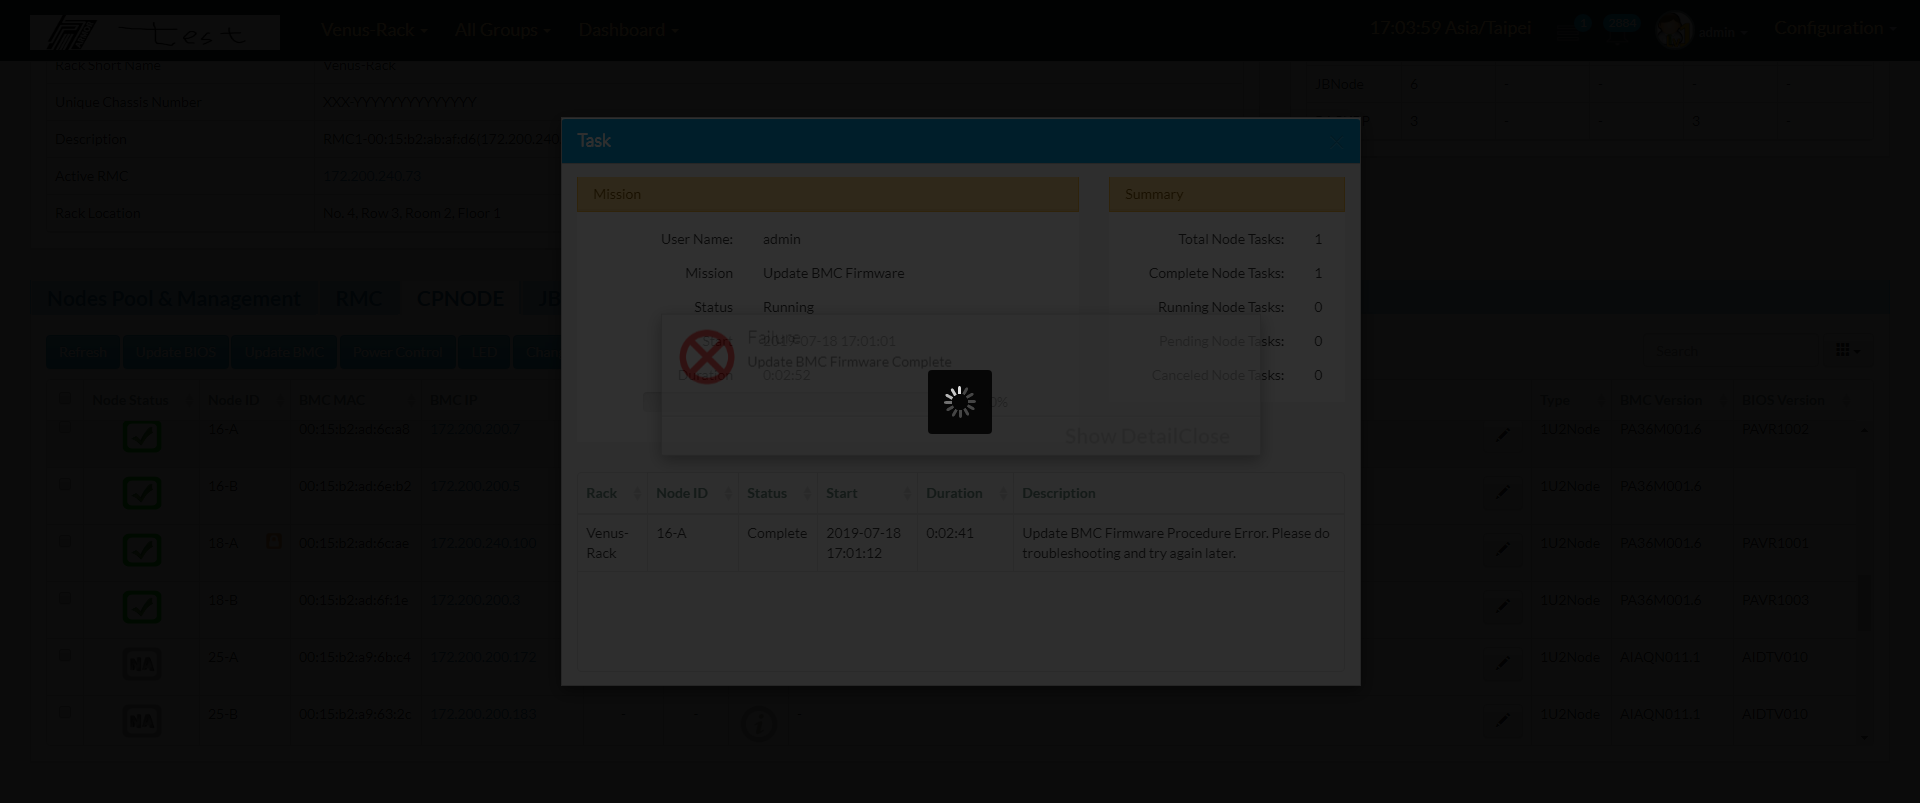 test
Venus-Rack
All Groups
Dashboard
17:03:59 Asia/Taipei
admin
Configuration
Rack Short Name Venus-Rack
Unique Chassis Number XXX-YYYYYYYYYYYYYY
Description RMC1-00:15:b2:ab:af:d6(172.200.240
Active RMC 172.200.240.73
Rack Location No. 4, Row 3, Room 2, Floor 1
JBNode 6 - - - -
3 - - 3 -
Task
Mission
User Name: admin
Mission Update BMC Firmware
Status Running
Start 2019-07-18 17:01:01
Duration 0:02:52
Summary
Total Node Tasks: 1
Complete Node Tasks: 1
Running Node Tasks: 0
Pending Node Tasks: 0
Canceled Node Tasks: 0
Failure
Update BMC Firmware Complete
0%
Show Detail Close
Rack Node ID Status Start Duration Description
Venus-Rack 16-A Complete 2019-07-18 17:01:12 0:02:41 Update BMC Firmware Procedure Error. Please do
troubleshooting and try again later.
Nodes Pool & Management RMC CPNODE JB
Refresh Update BIOS Update BMC Power Control LED
Search
Node Status Node ID BMC MAC BMC IP Type BMC Version BIOS Version
16-A 00:15:b2:ad:6c:a8 172.200.200.7 1U2Node PA36M001.6 PAVR1002
16-B 00:15:b2:ad:6e:b2 172.200.200.5 1U2Node PA36M001.6
18-A 00:15:b2:ad:6c:ae 172.200.240.100 1U2Node PA36M001.6 PAVR1001
18-B 00:15:b2:ad:6f:1e 172.200.200.3 1U2Node PA36M001.6 PAVR1003
NA 25-A 00:15:b2:a9:6b:c4 172.200.200.172 1U2Node AIAQN011.1 AIDTV010
NA 25-B 00:15:b2:a9:63:2c 172.200.200.183 - - 1U2Node AIAQN011.1 AIDTV010